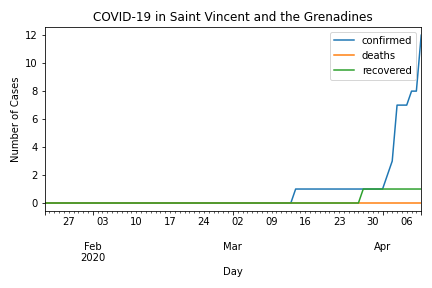 COVID-19 in Saint Vincent and the Grenadines
confirmed
deaths
recovered
Number of Cases
12
10
8
6
4
2
0
27 03 10 17 24 02 09 16 23 30 06
Feb Mar Apr
2020
Day